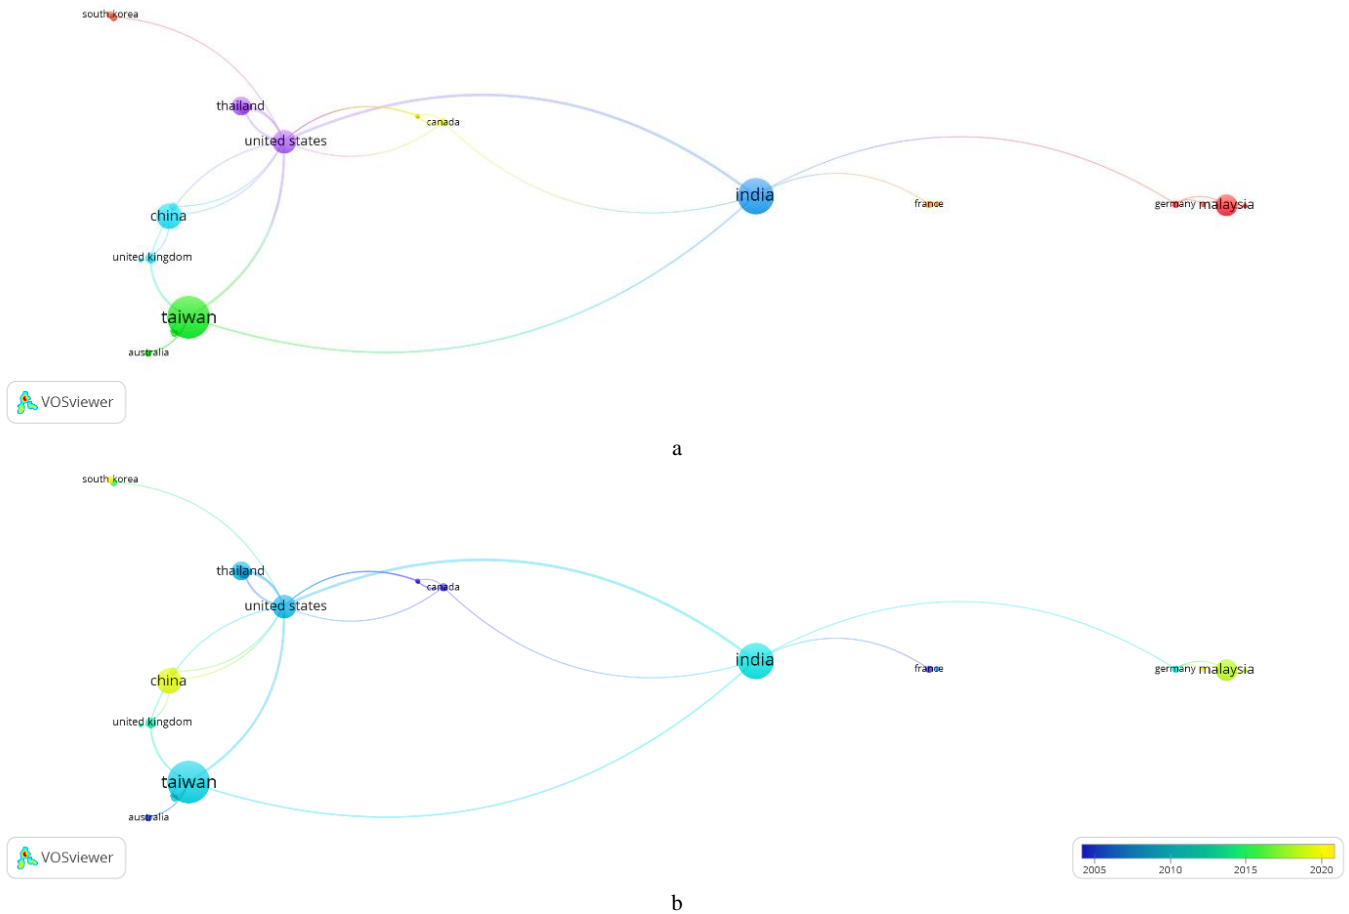 south korea
thailand
united states
canada
china
india
france
germany
malaysia
united kingdom
taiwan
australia
VOSviewer
a
south korea
thailand
united states
canada
china
india
france
germany
malaysia
united kingdom
taiwan
australia
VOSviewer
2005 2010 2015 2020
b